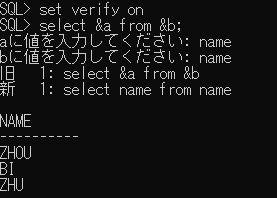 SQL> set verify on
SQL> select &a from &b;
aに値を入力してください: name
bに値を入力してください: name
旧   1: select &a from &b
新   1: select name from name
NAME
----------
ZHOU
BI
ZHU